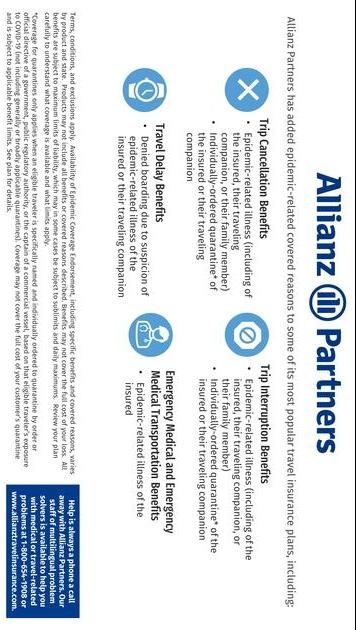 Allianz Partners
Allianz Partners has added epidemic-related covered reasons to some of its most popular travel insurance plans, including:
Trip Cancellation Benefits
• Epidemic-related illness (including of
the insured, their traveling
companion, or their family member)
• Individually-ordered quarantine* of
the insured or their traveling
companion
Trip Interruption Benefits
• Epidemic-related illness (including of the
insured, their traveling companion, or
their family member)
• Individually-ordered quarantine* of the
insured or their traveling companion
Travel Delay Benefits
• Denied boarding due to suspicion of
epidemic-related illness of the
insured or their traveling companion
Emergency Medical and Emergency
Medical Transportation Benefits
• Epidemic-related illness of the
insured
Terms, conditions, and exclusions apply. Availability of Epidemic Coverage Endorsement, including specific benefits and covered reasons, varies
by product and state. Products may not include all benefits or covered reasons described. Benefits may not cover the full cost of your loss. All
benefits are subject to maximum limits of liability, which may in some cases be subject to sublimits and daily maximums. Review your plan
carefully to understand what coverage is available and what limits apply.
*Coverage for quarantines only applies when an eligible traveler is specifically named and individually ordered to quarantine by order or
official directive of a government, public regulatory authority, or the captain of a commercial vessel, based on that eligible traveler's exposure
to COVID-19 (not including generally or broadly applicable quarantines). Coverage may not cover the full cost of your customer's quarantine
and is subject to applicable benefit limits. See plan for details.
Help is always a phone a call
away with Allianz Partners. Our
staff of multilingual problem
solvers is available to help you
with medical or travel-related
problems at 1-800-654-1908 or
www.allianztravelinsurance.com.